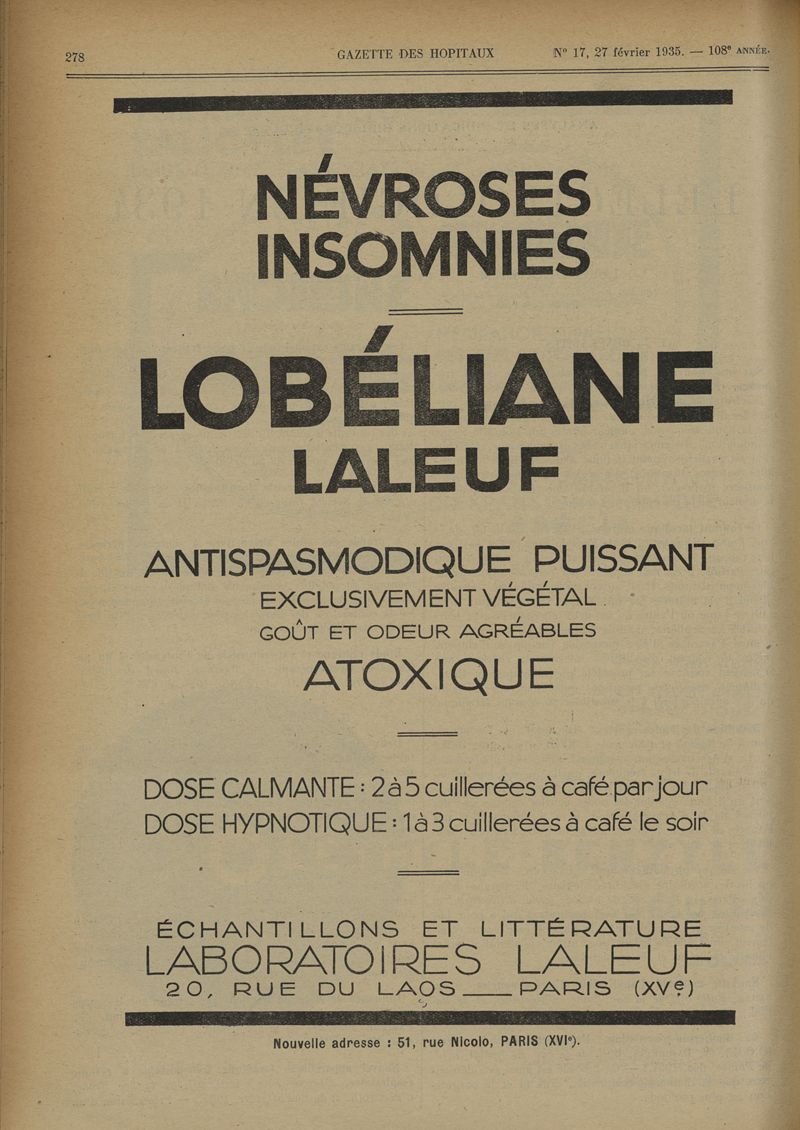 278 GAZETTE DES HOPITAUX N° 17, 27 février 1935. — 108e ANNÉE.
NÉVROSES
INSOMNIES
LOBÉLIANE
LALEUF
ANTISPASMODIQUE PUISSANT
EXCLUSIVEMENT VÉGÉTAL
GOÛT ET ODEUR AGRÉABLES
ATOXIQUE
DOSE CALMANTE : 2 à 5 cuillerées à café par jour
DOSE HYPNOTIQUE : 1 à 3 cuillerées à café le soir
ÉCHANTILLONS ET LITTÉRATURE
LABORATOIRES LALEUF
20, RUE DU LAOS ___ PARIS (XVe)
Nouvelle adresse : 51, rue Nicolo, PARIS (XVIe).